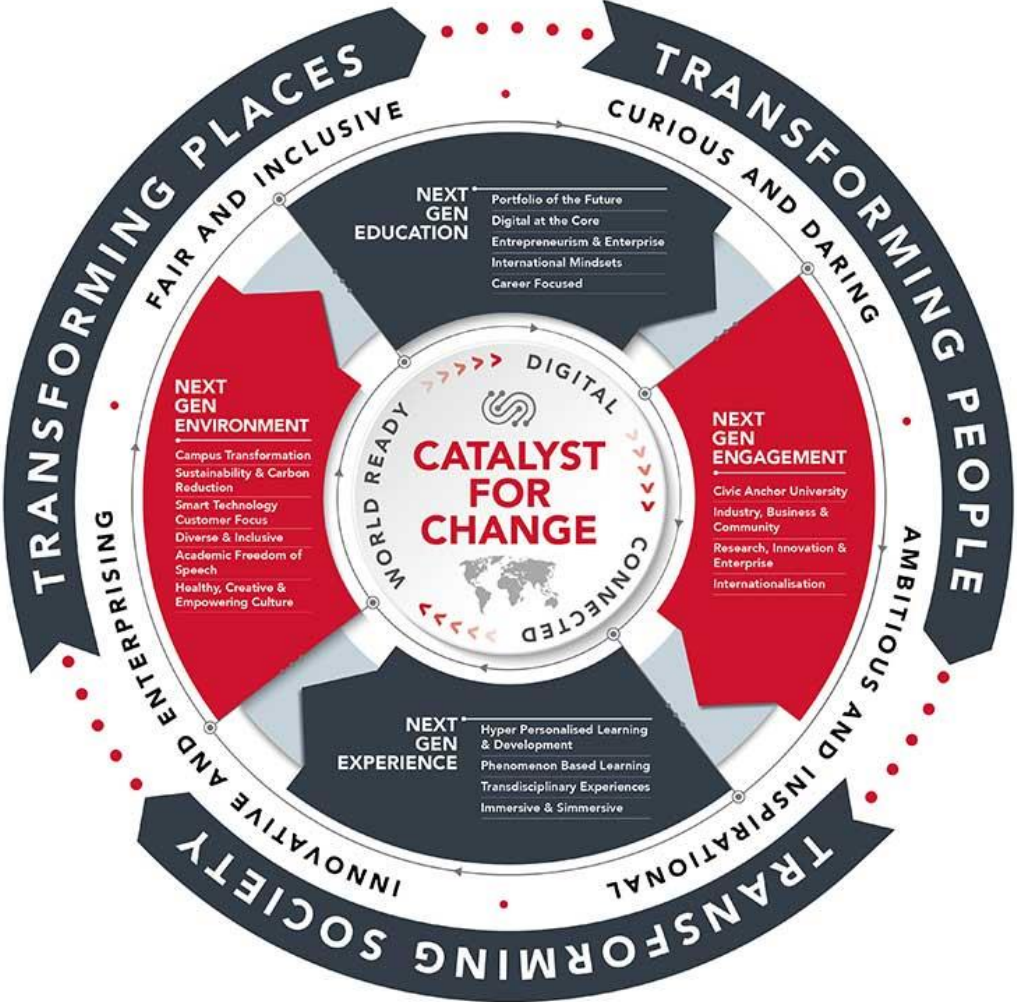 TRANSFORMING PLACES
TRANSFORMING PEOPLE
TRANSFORMING SOCIETY
FAIR AND INCLUSIVE
CURIOUS AND DARING
AMBITIOUS AND INSPIRATIONAL
INNOVATIVE AND ENTERPRISING
NEXT
GEN
EDUCATION
Portfolio of the Future
Digital at the Core
Entrepreneurism & Enterprise
International Mindsets
Career Focused
NEXT
GEN
ENGAGEMENT
Civic Anchor University
Industry, Business &
Community
Research, Innovation &
Enterprise
Internationalisation
NEXT
GEN
EXPERIENCE
Hyper Personalised Learning
& Development
Phenomenon Based Learning
Transdisciplinary Experiences
Immersive & Simmersive
NEXT
GEN
ENVIRONMENT
Campus Transformation
Sustainability & Carbon
Reduction
Smart Technology
Customer Focus
Diverse & Inclusive
Academic Freedom of
Speech
Healthy, Creative &
Empowering Culture
DIGITAL
CONNECTED
WORLD READY
CATALYST
FOR
CHANGE